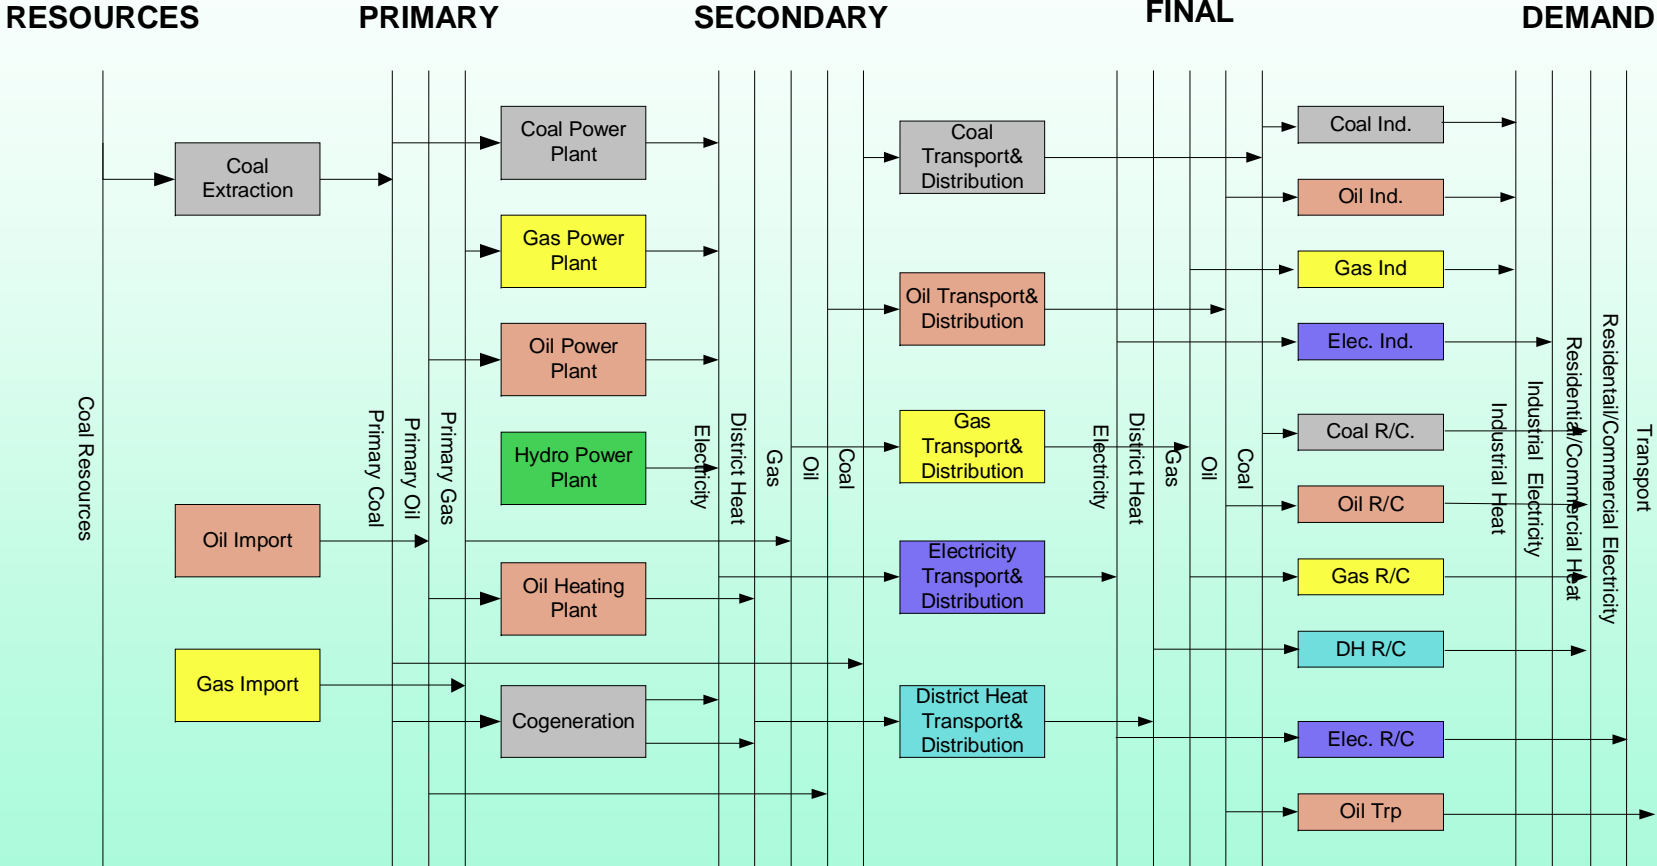 RESOURCES
PRIMARY
SECONDARY
FINAL
DEMAND
Coal Resources
Coal
Extraction
Oil Import
Gas Import
Primary Coal
Primary Oil
Primary Gas
Coal Power
Plant
Gas Power
Plant
Oil Power
Plant
Hydro Power
Plant
Oil Heating
Plant
Cogeneration
Electricity
District Heat
Gas
Oil
Coal
Coal
Transport&
Distribution
Oil Transport&
Distribution
Gas
Transport&
Distribution
Electricity
Transport&
Distribution
District Heat
Transport&
Distribution
Electricity
District Heat
Gas
Oil
Coal
Coal Ind.
Oil Ind.
Gas Ind
Elec. Ind.
Coal R/C.
Oil R/C
Gas R/C
DH R/C
Elec. R/C
Oil Trp
Industrial Heat
Industrial Electricity
Residential/Commercial Heat
Residentail/Commercial Electricity
Transport